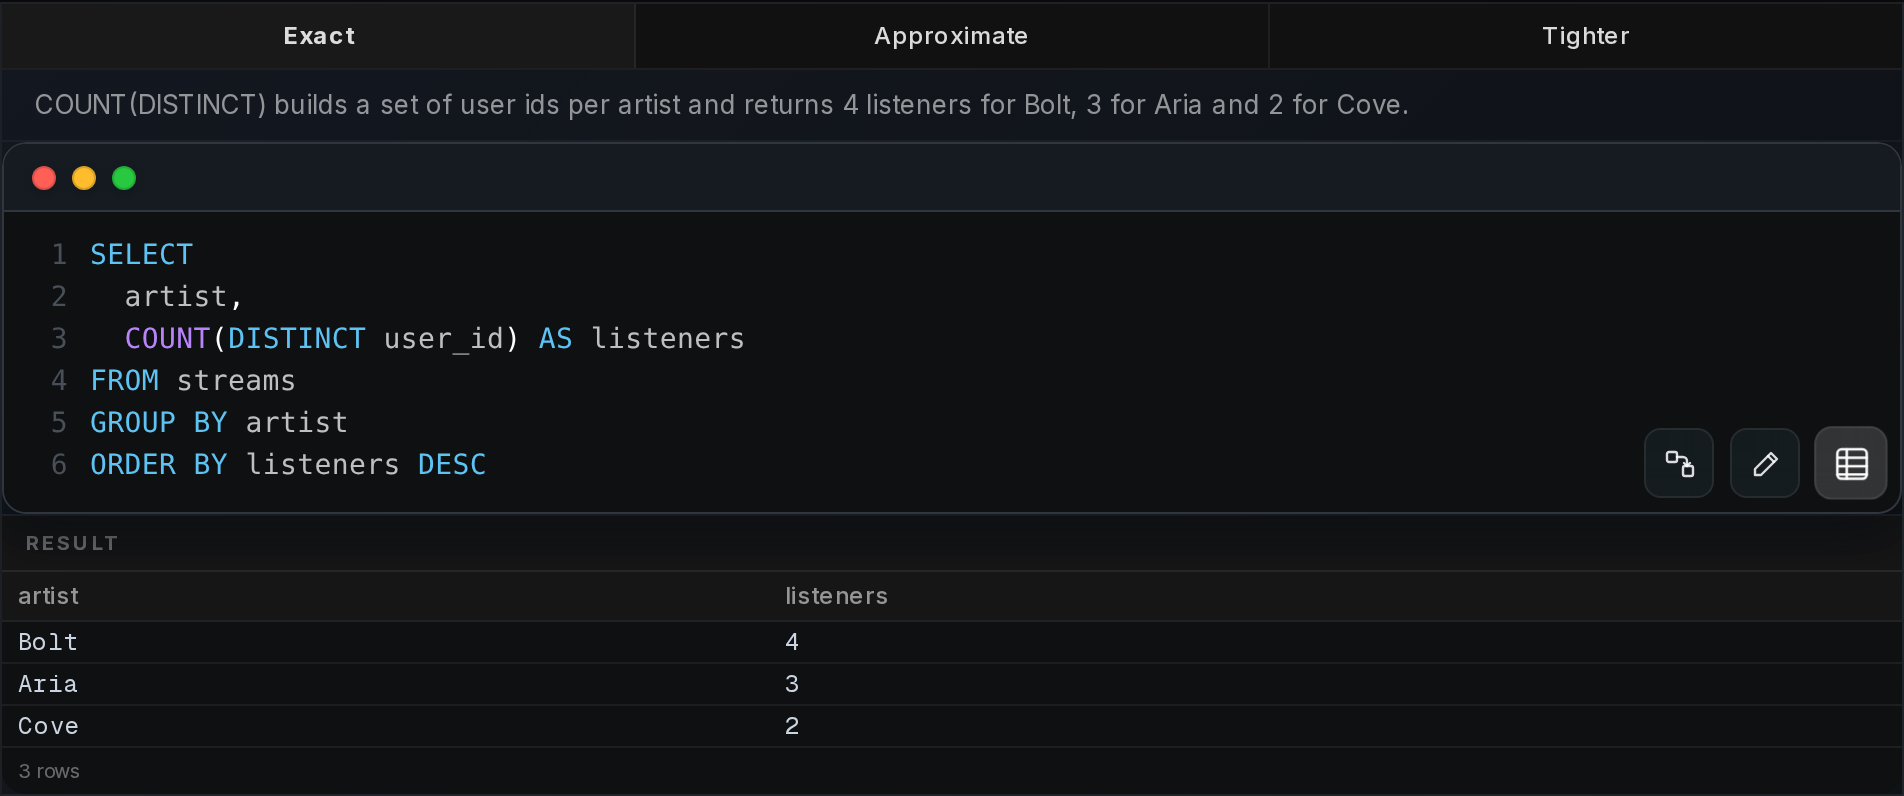 Exact
Approximate
Tighter
COUNT(DISTINCT) builds a set of user ids per artist and returns 4 listeners for Bolt, 3 for Aria and 2 for Cove.
1 SELECT
2   artist,
3   COUNT(DISTINCT user_id) AS listeners
4 FROM streams
5 GROUP BY artist
6 ORDER BY listeners DESC
RESULT
artist listeners
Bolt 4
Aria 3
Cove 2
3 rows